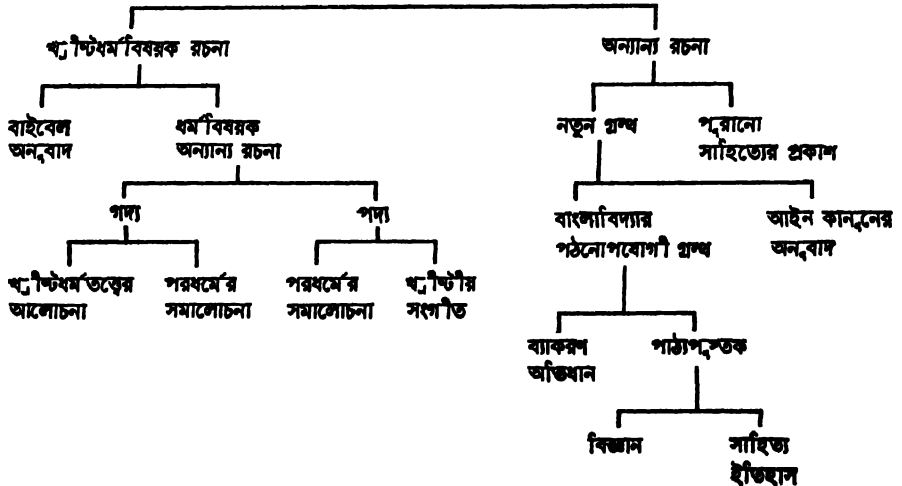 খ্রীষ্টধর্মবিষয়ক রচনা
অন্যান্য রচনা
বাইবেল
অনুবাদ
ধর্মবিষয়ক
অন্যান্য রচনা
নতুন গ্রন্থ
পুরানো
সাহিত্যের প্রকাশ
গদ্য
পদ্য
বাংলাবিদ্যার
পঠনোপযোগী গ্রন্থ
আইন কানুনের
অনুবাদ
খ্রীষ্টধর্মতত্ত্বের
আলোচনা
পরধর্মের
সমালোচনা
পরধর্মের
সমালোচনা
খ্রীষ্টীয়
সংগীত
ব্যাকরণ
অভিধান
পাঠ্যপুস্তক
বিজ্ঞান
সাহিত্য
ইতিহাস